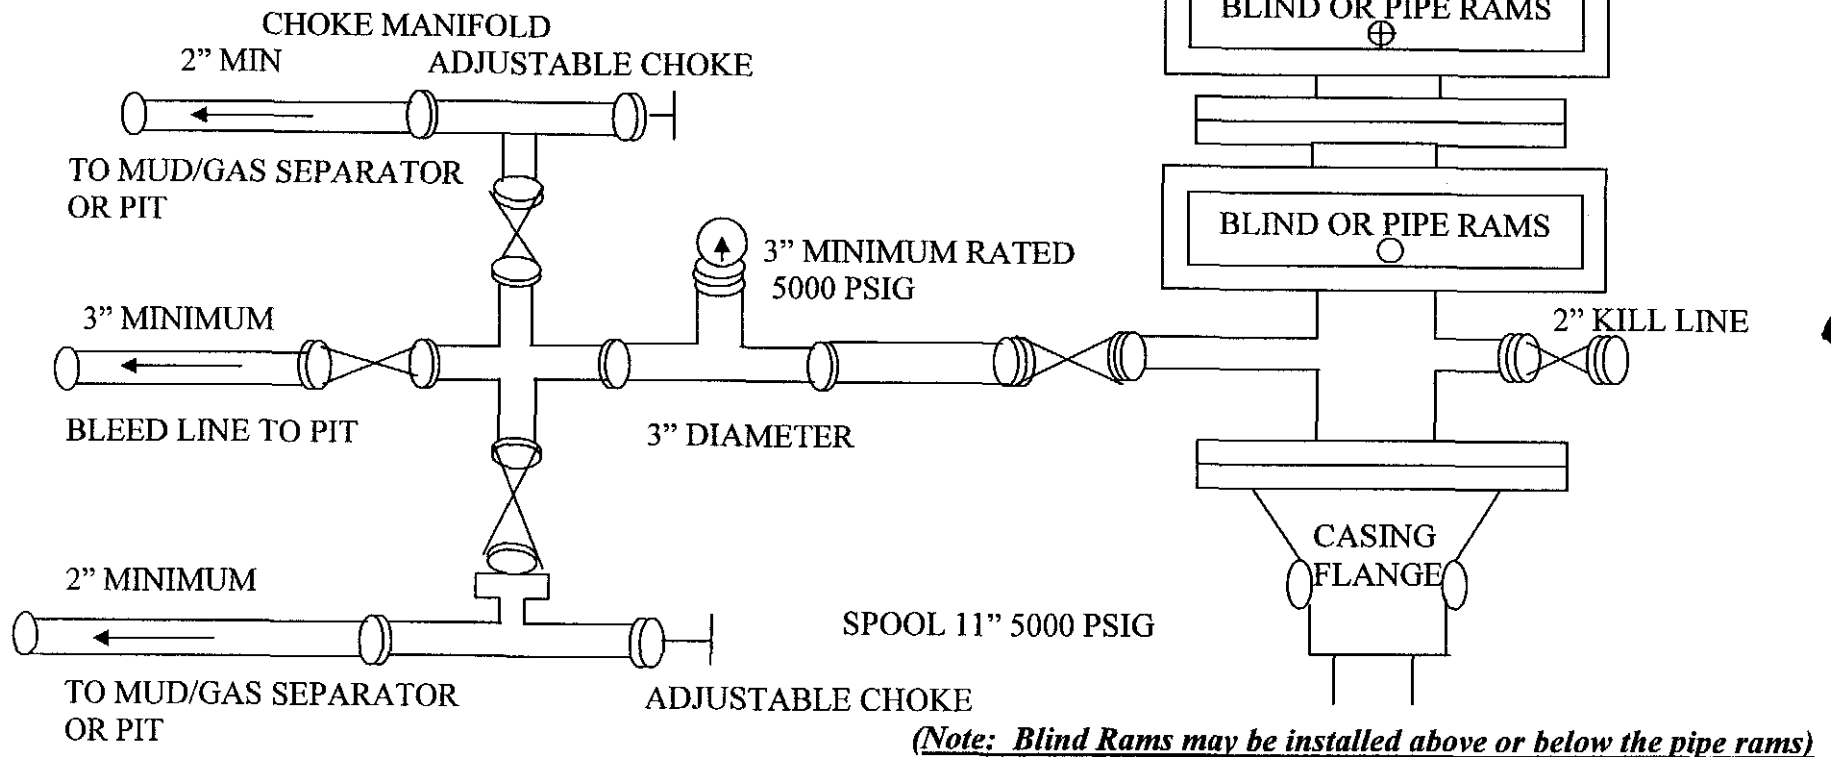 BLIND OR PIPE RAMS
CHOKE MANIFOLD
2” MIN
ADJUSTABLE CHOKE
TO MUD/GAS SEPARATOR
OR PIT
BLIND OR PIPE RAMS
3” MINIMUM RATED
5000 PSIG
3” MINIMUM
2” KILL LINE
BLEED LINE TO PIT
3” DIAMETER
CASING
FLANGE
2” MINIMUM
SPOOL 11” 5000 PSIG
TO MUD/GAS SEPARATOR
OR PIT
ADJUSTABLE CHOKE
(Note: Blind Rams may be installed above or below the pipe rams)